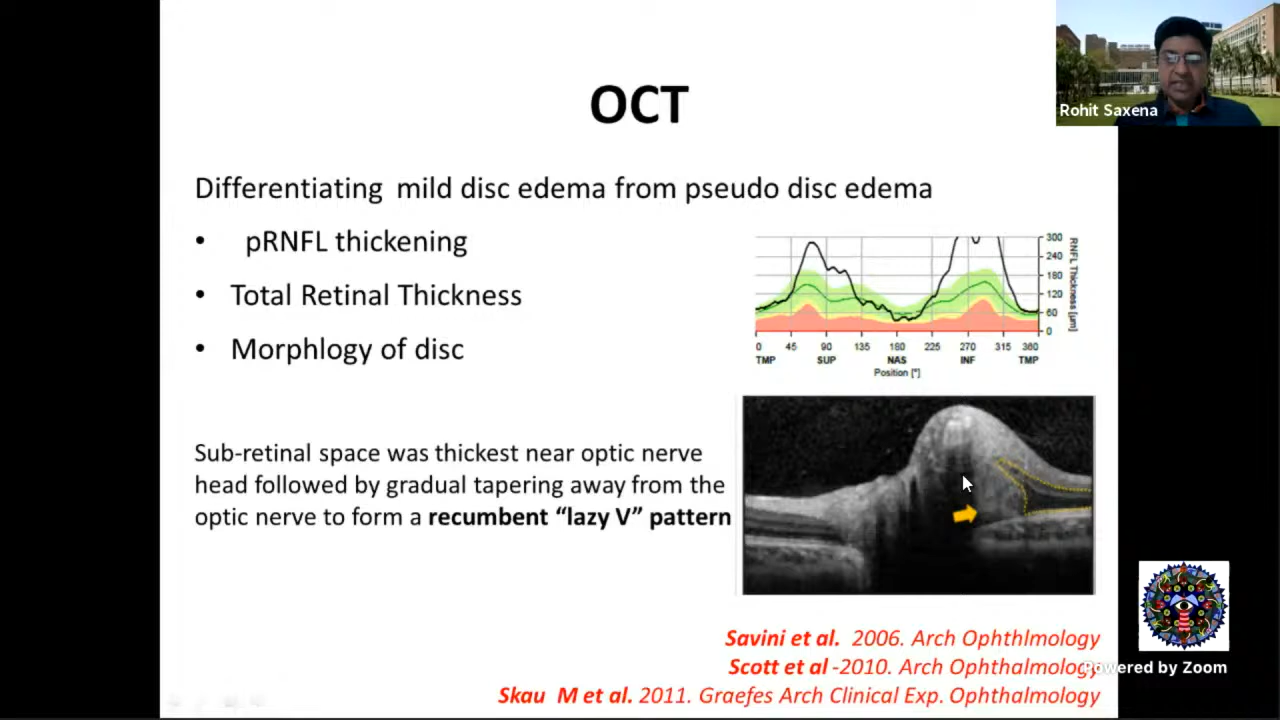 OCT
Rohit Saxena
Differentiating mild disc edema from pseudo disc edema
• pRNFL thickening
• Total Retinal Thickness
• Morphlogy of disc
300
240
180
120
60
0
RNFL Thickness [µm]
0 45 90 135 180 225 270 315 360
TMP SUP NAS INF TMP
Position [°]
Sub-retinal space was thickest near optic nerve
head followed by gradual tapering away from the
optic nerve to form a recumbent “lazy V” pattern
Savini et al. 2006. Arch Ophthlmology
Scott et al -2010. Arch Ophthalmology
Powered by Zoom
Skau M et al. 2011. Graefes Arch Clinical Exp. Ophthalmology